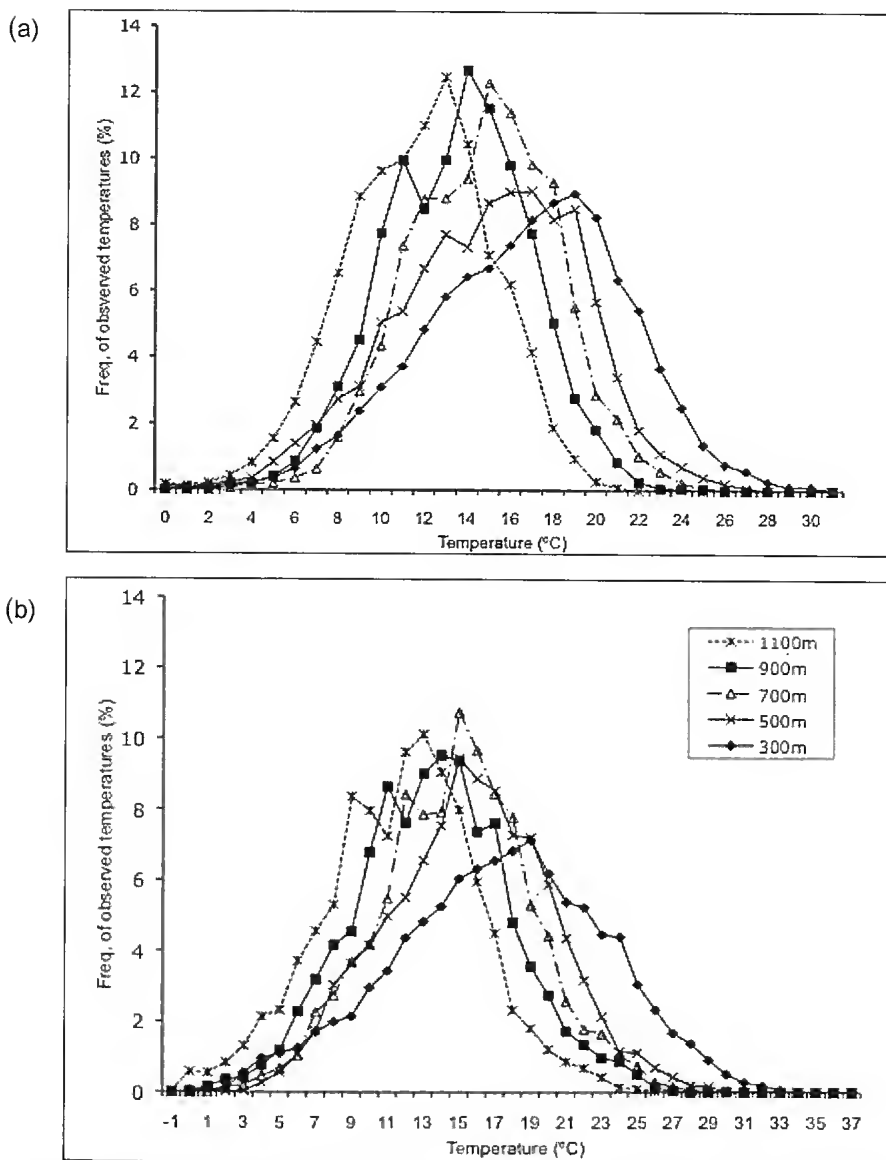 (a)
Freq. of obsverved temperatures (%)
14
12
10
8
6
4
2
0
0 2 4 6 8 10 12 14 16 18 20 22 24 26 28 30
Temperature (ºC)
(b)
Freq. of observed temperatures (%)
14
12
10
8
6
4
2
0
1100m
900m
700m
500m
300m
-1 1 3 5 7 9 11 13 15 17 19 21 23 25 27 29 31 33 35 37
Temperature (ºC)